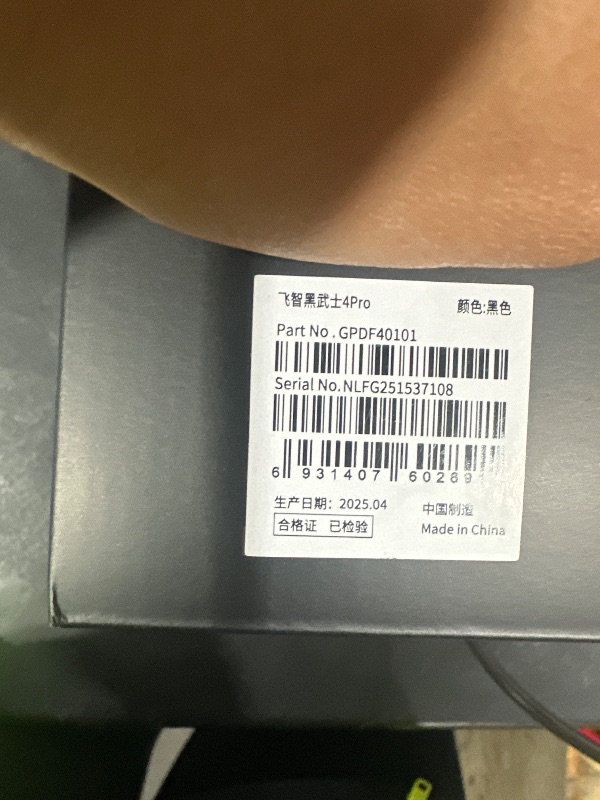 飞智黑武士4Pro 颜色:黑色
Part No. GPDF40101
Serial No.NLFG251537108
6 931407 60289
生产日期: 2025.04 中国制造
合格证 已检验 Made in China